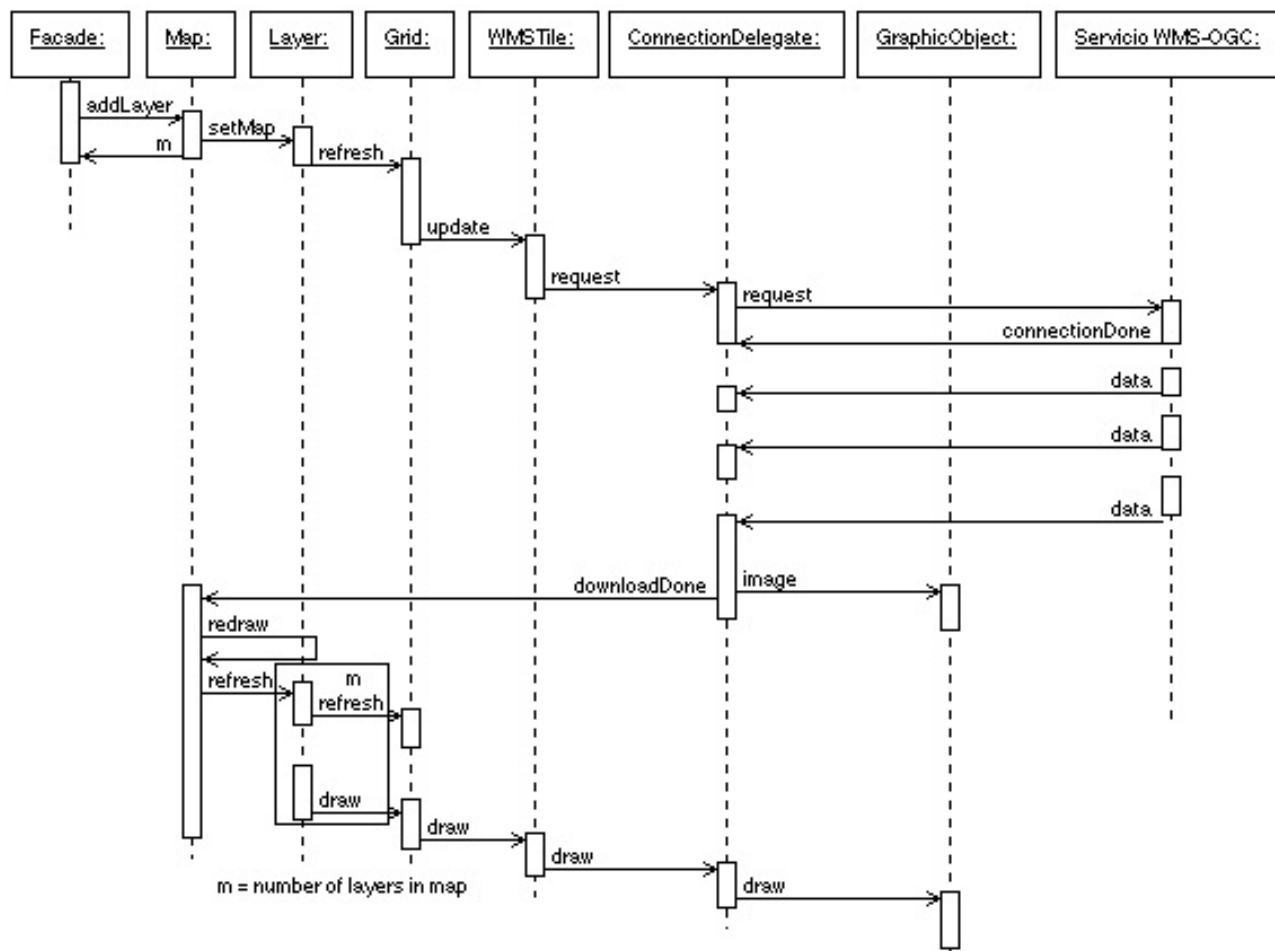 Facade: Map: Layer: Grid: WMSTile: ConnectionDelegate: GraphicObject: Servicio WMS-OGC:
addLayer
setMap
m
refresh
update
request
request
connectionDone
data
data
data
downloadDone
image
redraw
m
refresh
refresh
draw
draw
draw
draw
m = number of layers in map